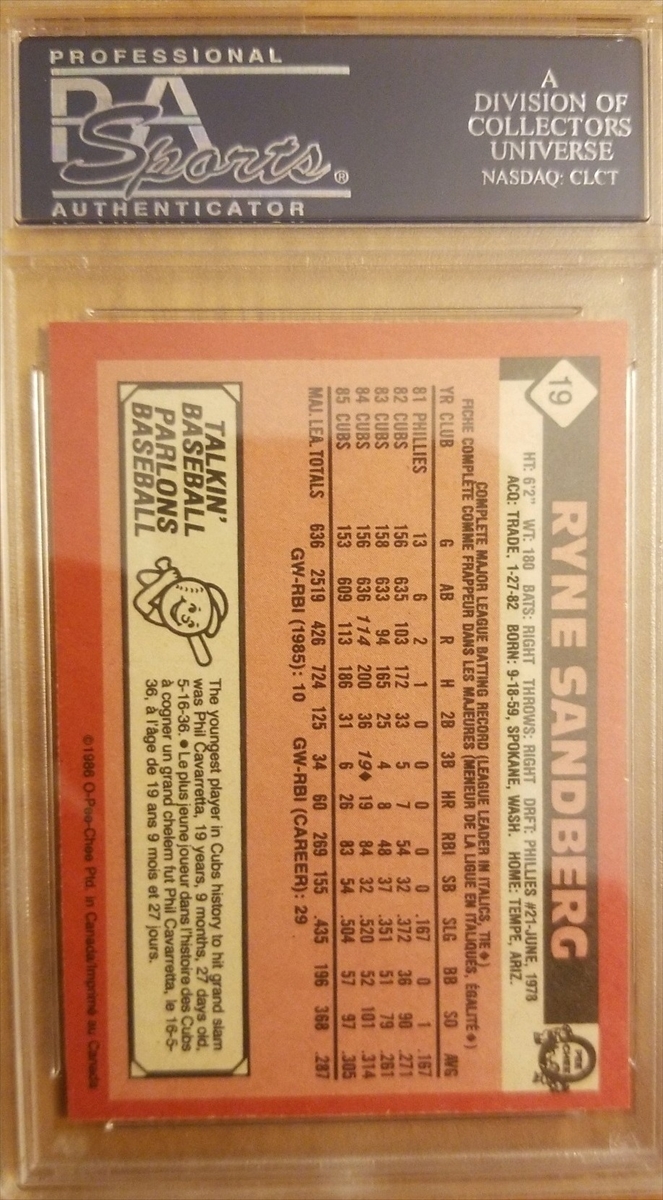 PROFESSIONAL
PSA
Sports®
AUTHENTICATOR
A
DIVISION OF
COLLECTORS
UNIVERSE
NASDAQ: CLCT
19
RYNE SANDBERG
HT: 6'2" WT: 180 BATS: RIGHT THROWS: RIGHT DRFT: PHILLIES #21-JUNE, 1978
ACQ: TRADE, 1-27-82 BORN: 9-18-59, SPOKANE, WASH. HOME: TEMPE, ARIZ.
O PEE CHEE
COMPLETE MAJOR LEAGUE BATTING RECORD (LEAGUE LEADER IN ITALICS, TIE ♦)
FICHE COMPLÈTE COMME FRAPPEUR DANS LES MAJEURES (MENEUR DE LA LIGUE EN ITALIQUES, ÉGALITÉ ♦)
YR CLUB G AB R H 2B 3B HR RBI SB SLG BB SO AVG
81 PHILLIES 13 6 2 1 0 0 0 0 0 .167 0 1 .167
82 CUBS 156 635 103 172 33 5 7 54 32 .372 36 90 .271
83 CUBS 158 633 94 165 25 4 8 48 37 .351 51 79 .261
84 CUBS 156 636 114 200 36 19♦ 19 84 32 .520 52 101 .314
85 CUBS 153 609 113 186 31 6 26 83 54 .504 57 97 .305
MAJ. LEA. TOTALS 636 2519 426 724 125 34 60 269 155 .435 196 368 .287
GW-RBI (1985): 10 GW-RBI (CAREER): 29
TALKIN'
BASEBALL
PARLONS
BASEBALL
The youngest player in Cubs history to hit grand slam
was Phil Cavarretta, 19 years, 9 months, 27 days old,
5-16-36. ● Le plus jeune joueur dans l'histoire des Cubs
à cogner un grand chelem fut Phil Cavarretta, le 16-5-
36, à l'âge de 19 ans 9 mois et 27 jours.
©1986 O-Pee-Chee Ptd. in Canada/Imprimé au Canada